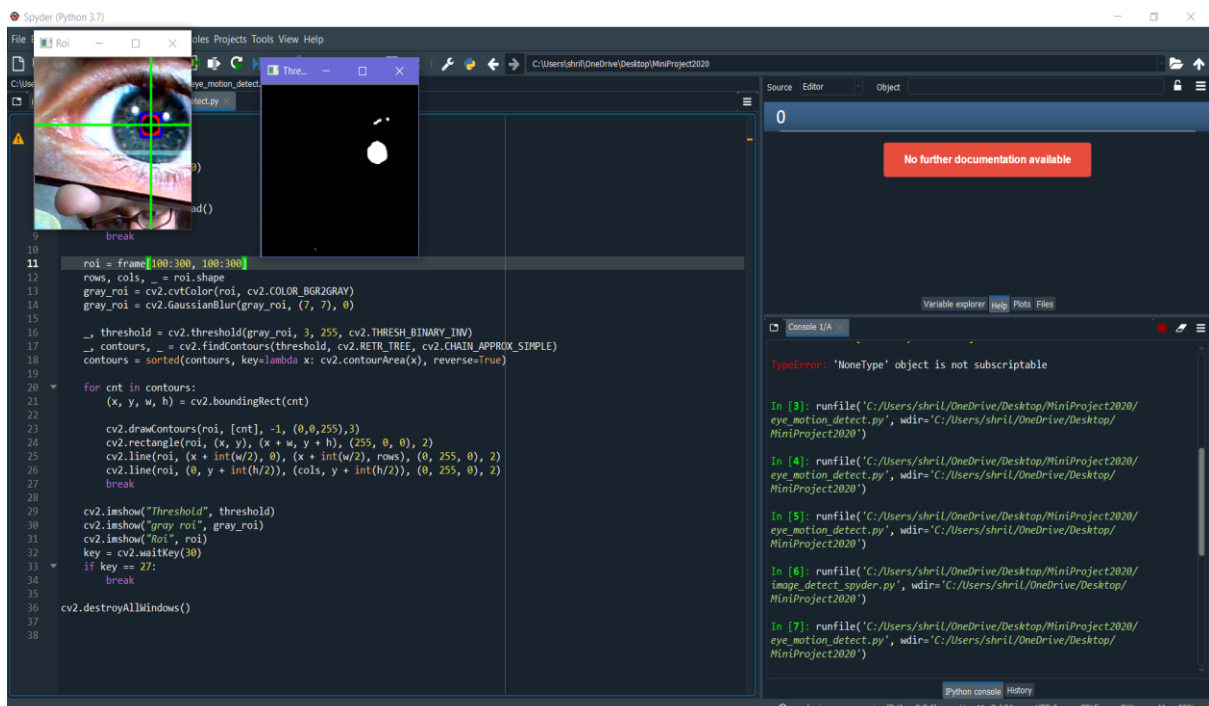 Spyder (Python 3.7)
File
oles Projects Tools View Help
Roi
Thre...
C:\Users\shril\OneDrive\Desktop\MiniProject2020
eye_motion_detect.
tect.py
0)
ad()
9 break
10
11 roi = frame[100:300, 100:300]
12 rows, cols, _ = roi.shape
13 gray_roi = cv2.cvtColor(roi, cv2.COLOR_BGR2GRAY)
14 gray_roi = cv2.GaussianBlur(gray_roi, (7, 7), 0)
15
16 _, threshold = cv2.threshold(gray_roi, 3, 255, cv2.THRESH_BINARY_INV)
17 _, contours, _ = cv2.findContours(threshold, cv2.RETR_TREE, cv2.CHAIN_APPROX_SIMPLE)
18 contours = sorted(contours, key=lambda x: cv2.contourArea(x), reverse=True)
19
20 for cnt in contours:
21 (x, y, w, h) = cv2.boundingRect(cnt)
22
23 cv2.drawContours(roi, [cnt], -1, (0,0,255),3)
24 cv2.rectangle(roi, (x, y), (x + w, y + h), (255, 0, 0), 2)
25 cv2.line(roi, (x + int(w/2), 0), (x + int(w/2), rows), (0, 255, 0), 2)
26 cv2.line(roi, (0, y + int(h/2)), (cols, y + int(h/2)), (0, 255, 0), 2)
27 break
28
29 cv2.imshow("Threshold", threshold)
30 cv2.imshow("gray roi", gray_roi)
31 cv2.imshow("Roi", roi)
32 key = cv2.waitKey(30)
33 if key == 27:
34 break
35
36 cv2.destroyAllWindows()
37
38
Source Editor Object
0
No further documentation available
Variable explorer Help Plots Files
Console 1/A
TypeError: 'NoneType' object is not subscriptable
In [3]: runfile('C:/Users/shril/OneDrive/Desktop/MiniProject2020/
eye_motion_detect.py', wdir='C:/Users/shril/OneDrive/Desktop/
MiniProject2020')
In [4]: runfile('C:/Users/shril/OneDrive/Desktop/MiniProject2020/
eye_motion_detect.py', wdir='C:/Users/shril/OneDrive/Desktop/
MiniProject2020')
In [5]: runfile('C:/Users/shril/OneDrive/Desktop/MiniProject2020/
eye_motion_detect.py', wdir='C:/Users/shril/OneDrive/Desktop/
MiniProject2020')
In [6]: runfile('C:/Users/shril/OneDrive/Desktop/MiniProject2020/
image_detect_spyder.py', wdir='C:/Users/shril/OneDrive/Desktop/
MiniProject2020')
In [7]: runfile('C:/Users/shril/OneDrive/Desktop/MiniProject2020/
eye_motion_detect.py', wdir='C:/Users/shril/OneDrive/Desktop/
MiniProject2020')
IPython console History